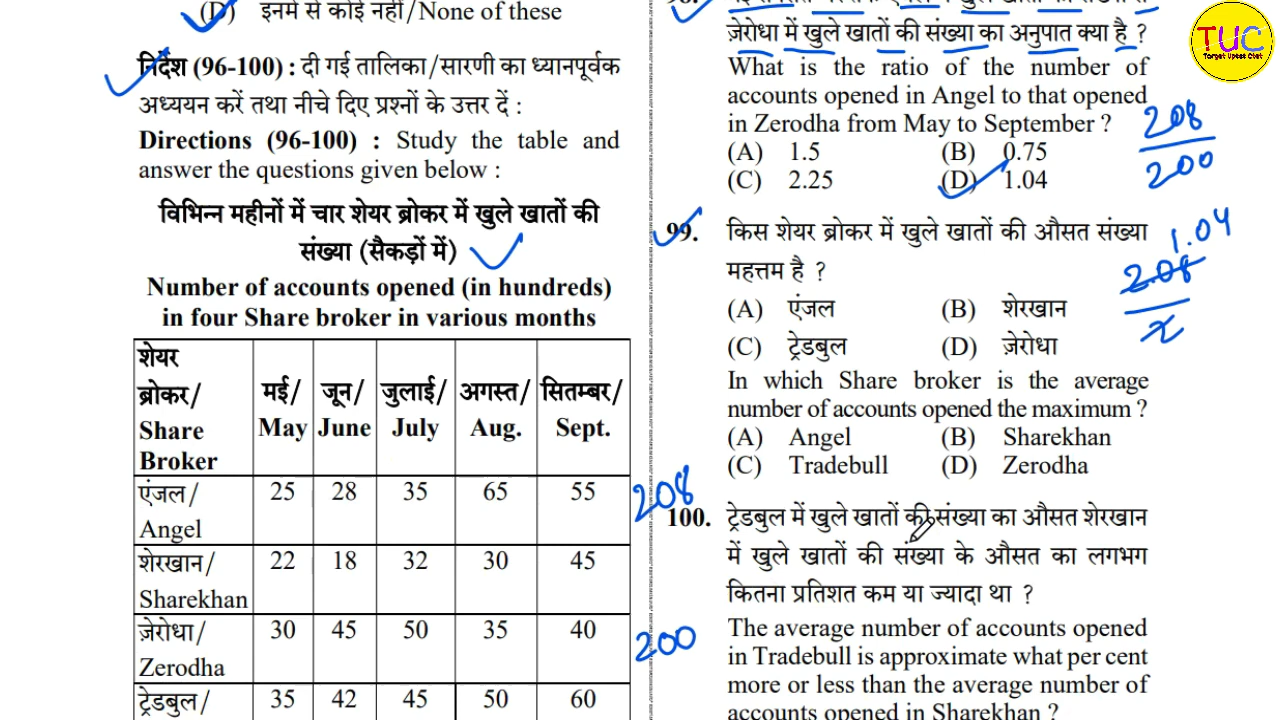 (D) इनमें से कोई नहीं/None of these
निर्देश (96-100) : दी गई तालिका/सारणी का ध्यानपूर्वक
अध्ययन करें तथा नीचे दिए प्रश्नों के उत्तर दें :
Directions (96-100) : Study the table and
answer the questions given below :
विभिन्न महीनों में चार शेयर ब्रोकर में खुले खातों की
संख्या (सैकड़ों में)
Number of accounts opened (in hundreds)
in four Share broker in various months
शेयर
ब्रोकर/ मई/ जून/ जुलाई/ अगस्त/ सितम्बर/
Share May June July Aug. Sept.
Broker
एंजल/ 25 28 35 65 55 208
Angel
शेरखान/ 22 18 32 30 45
Sharekhan
ज़ेरोधा/ 30 45 50 35 40 200
Zerodha
ट्रेडबुल/ 35 42 45 50 60
ज़ेरोधा में खुले खातों की संख्या का अनुपात क्या है ?
What is the ratio of the number of
accounts opened in Angel to that opened
in Zerodha from May to September ?
(A) 1.5 (B) 0.75
(C) 2.25 (D) 1.04
208
200
99. किस शेयर ब्रोकर में खुले खातों की औसत संख्या
महत्तम है ?
1.04
2.08
2
(A) एंजल (B) शेरखान
(C) ट्रेडबुल (D) ज़ेरोधा
In which Share broker is the average
number of accounts opened the maximum ?
(A) Angel (B) Sharekhan
(C) Tradebull (D) Zerodha
100. ट्रेडबुल में खुले खातों की संख्या का औसत शेरखान
में खुले खातों की संख्या के औसत का लगभग
कितना प्रतिशत कम या ज्यादा था ?
The average number of accounts opened
in Tradebull is approximate what per cent
more or less than the average number of
accounts opened in Sharekhan ?
TUC
Target Upsss Ctet